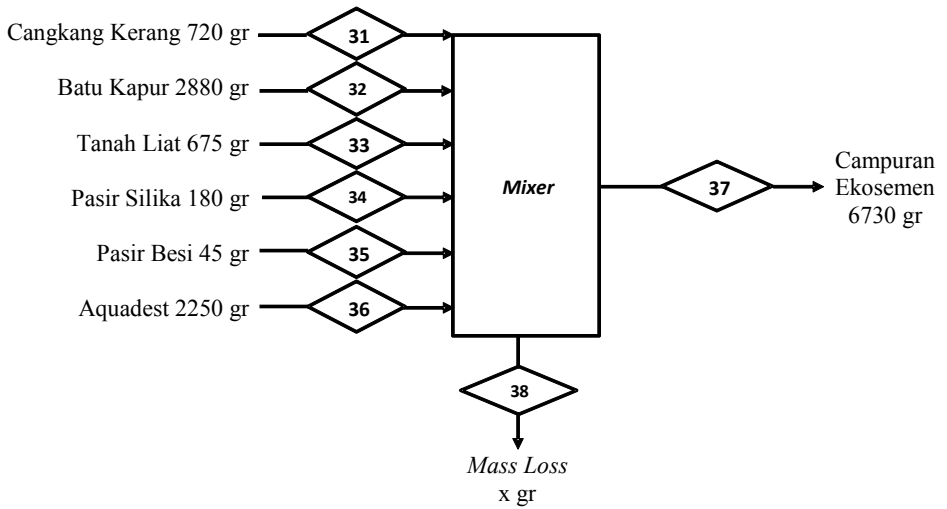 Cangkang Kerang 720 gr
31
Batu Kapur 2880 gr
32
Tanah Liat 675 gr
33
Pasir Silika 180 gr
34
Pasir Besi 45 gr
35
Aquadest 2250 gr
36
Mixer
37
Campuran
Ekosemen
6730 gr
38
Mass Loss
x gr